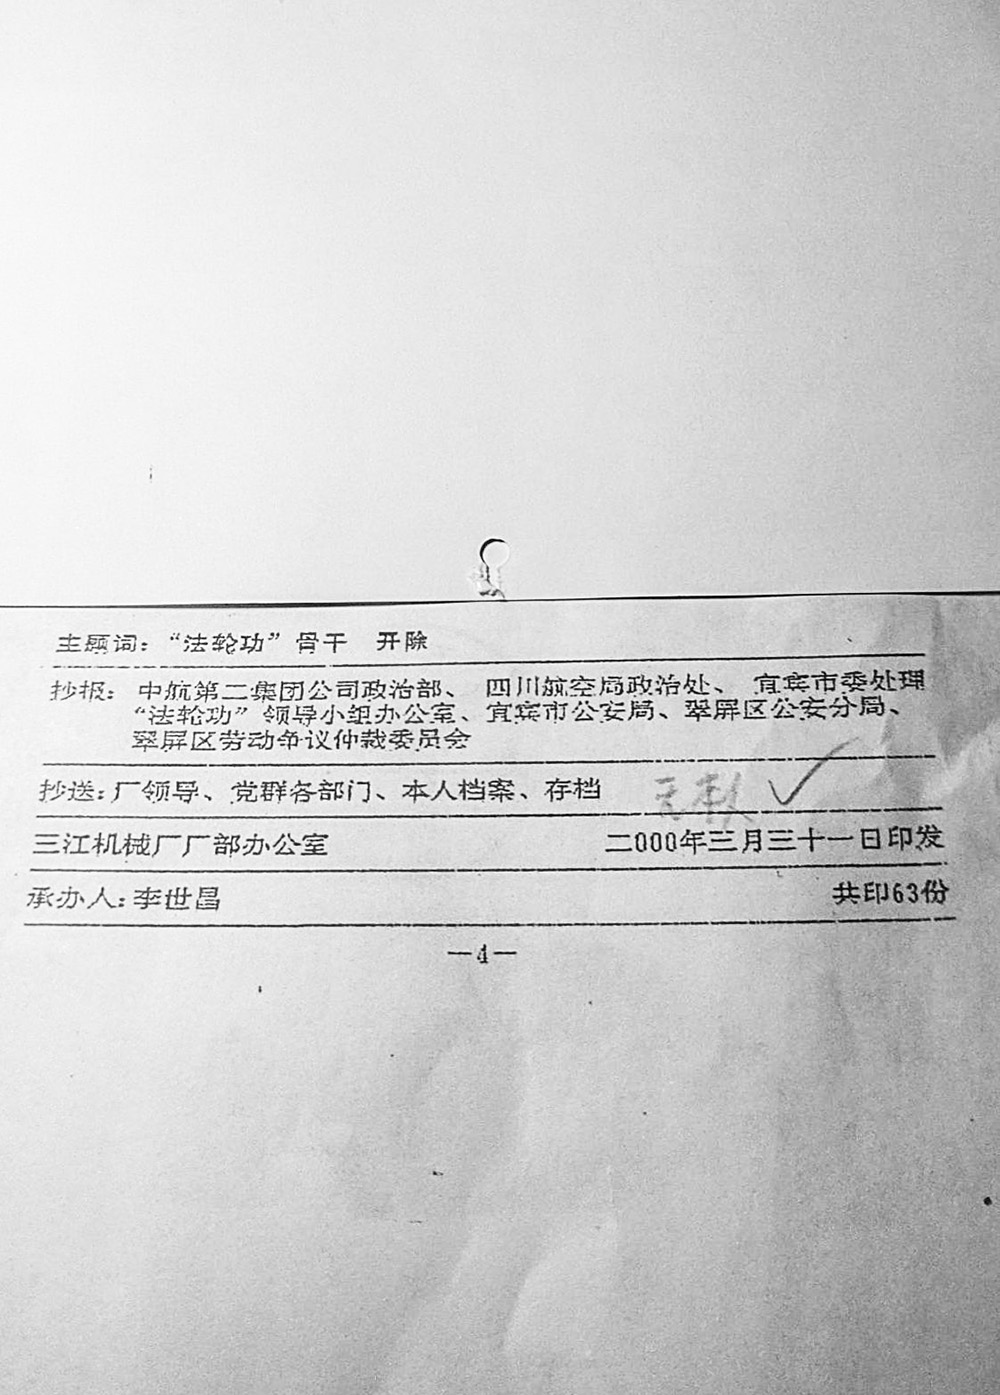 主题词：“法轮功”骨干 开除
抄报：中航第二集团公司政治部、 四川航空局政治处、 宜宾市委处理
“法轮功”领导小组办公室、宜宾市公安局、翠屏区公安分局、
翠屏区劳动争议仲裁委员会
抄送：厂领导、党群各部门、本人档案、存档
三江机械厂厂部办公室 二000年三月三十一日印发
承办人：李世昌 共印63份
—4—